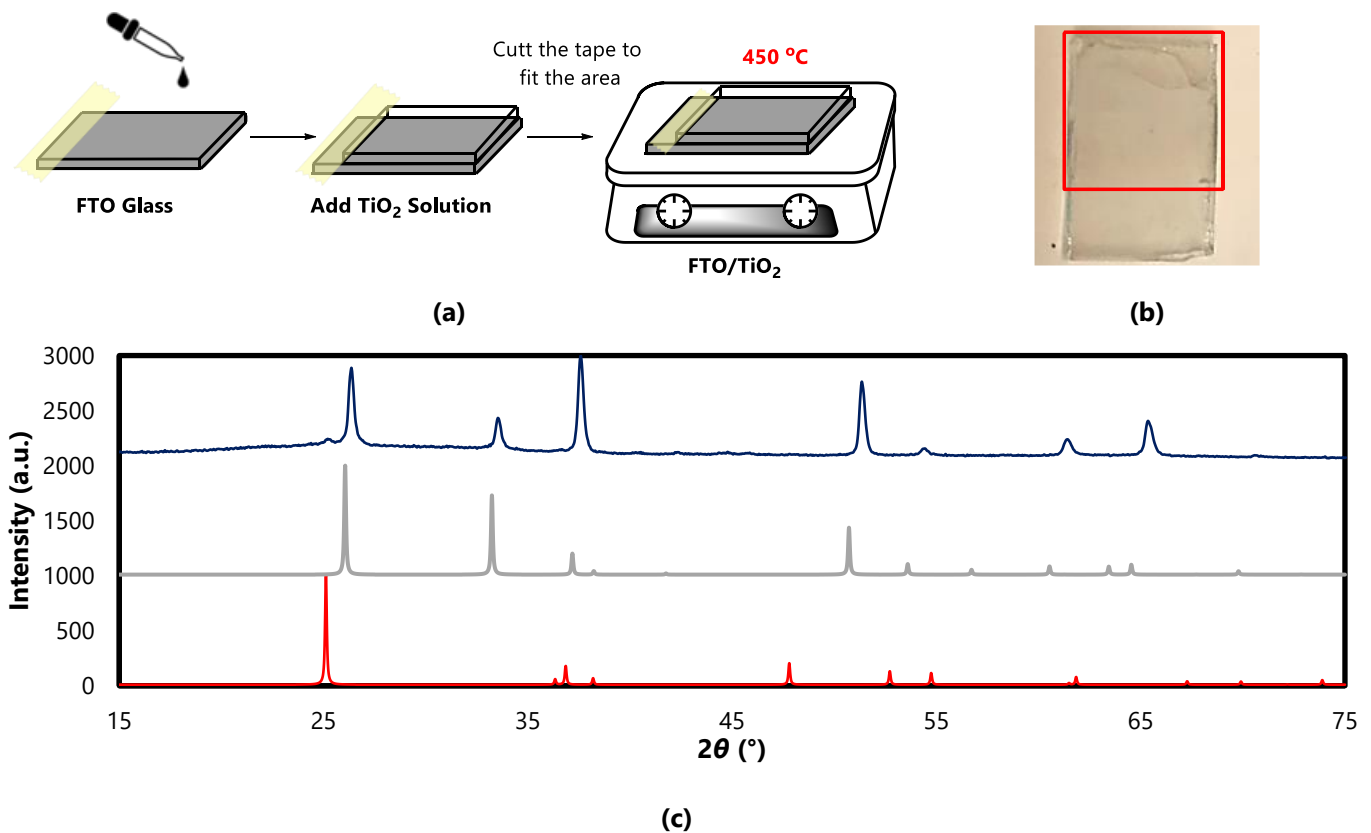 Cutt the tape to
fit the area
450 °C
FTO Glass
Add TiO₂ Solution
FTO/TiO₂
(a)
(b)
Intensity (a.u.)
3000
2500
2000
1500
1000
500
0
15 25 35 45 55 65 75
2θ (°)
(c)